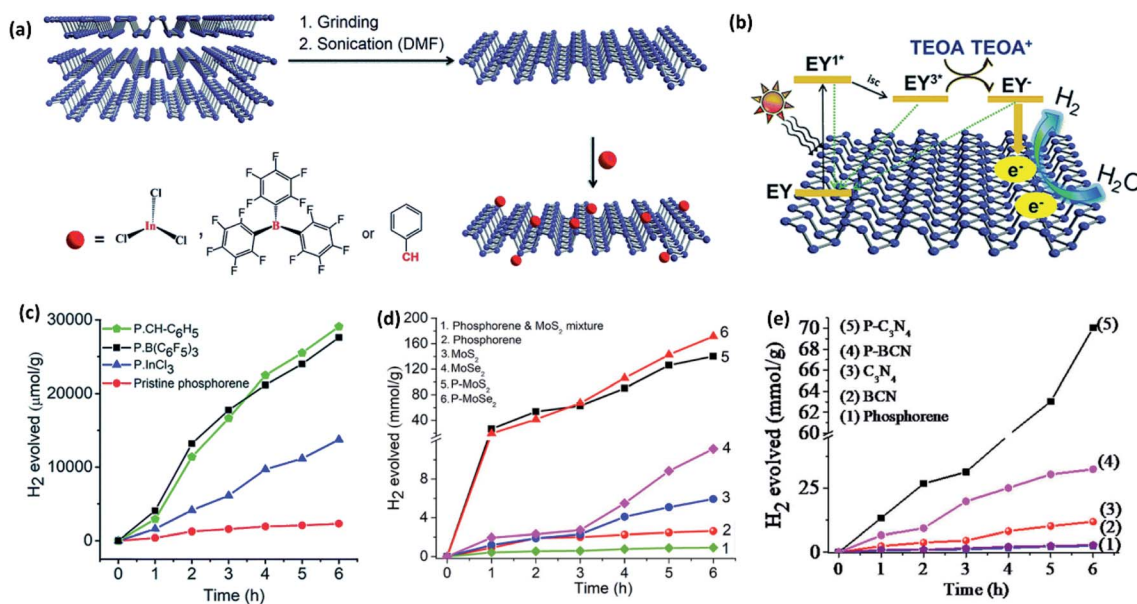 (a)
1. Grinding
2. Sonication (DMF)
=
Cl
In
Cl
Cl
,
F
F
F
F
F
F
F
F
B
F
F
F
F
F
F
F
or
CH
(b)
TEOA TEOA⁺
EY¹*
isc
EY³*
EY⁻
H₂
EY
e⁻
e⁻
H₂O
(c)
H₂ evolved (μmol/g)
30000
20000
10000
0
P.CH-C₆H₅
P.B(C₆F₅)₃
P.InCl₃
Pristine phosphorene
0 1 2 3 4 5 6
Time (h)
(d)
H₂ evolved (mmol/g)
200
160
120
80
40
8
4
0
1. Phosphorene & MoS₂ mixture
2. Phosphorene
3. MoS₂
4. MoSe₂
5. P-MoS₂
6. P-MoSe₂
6
5
4
3
2
1
0 1 2 3 4 5 6
Time (h)
(e)
H₂ evolved (mmol/g)
70
65
60
25
0
(5) P-C₃N₄
(4) P-BCN
(3) C₃N₄
(2) BCN
(1) Phosphorene
(5)
(4)
(3)
(2)
(1)
0 1 2 3 4 5 6
Time (h)